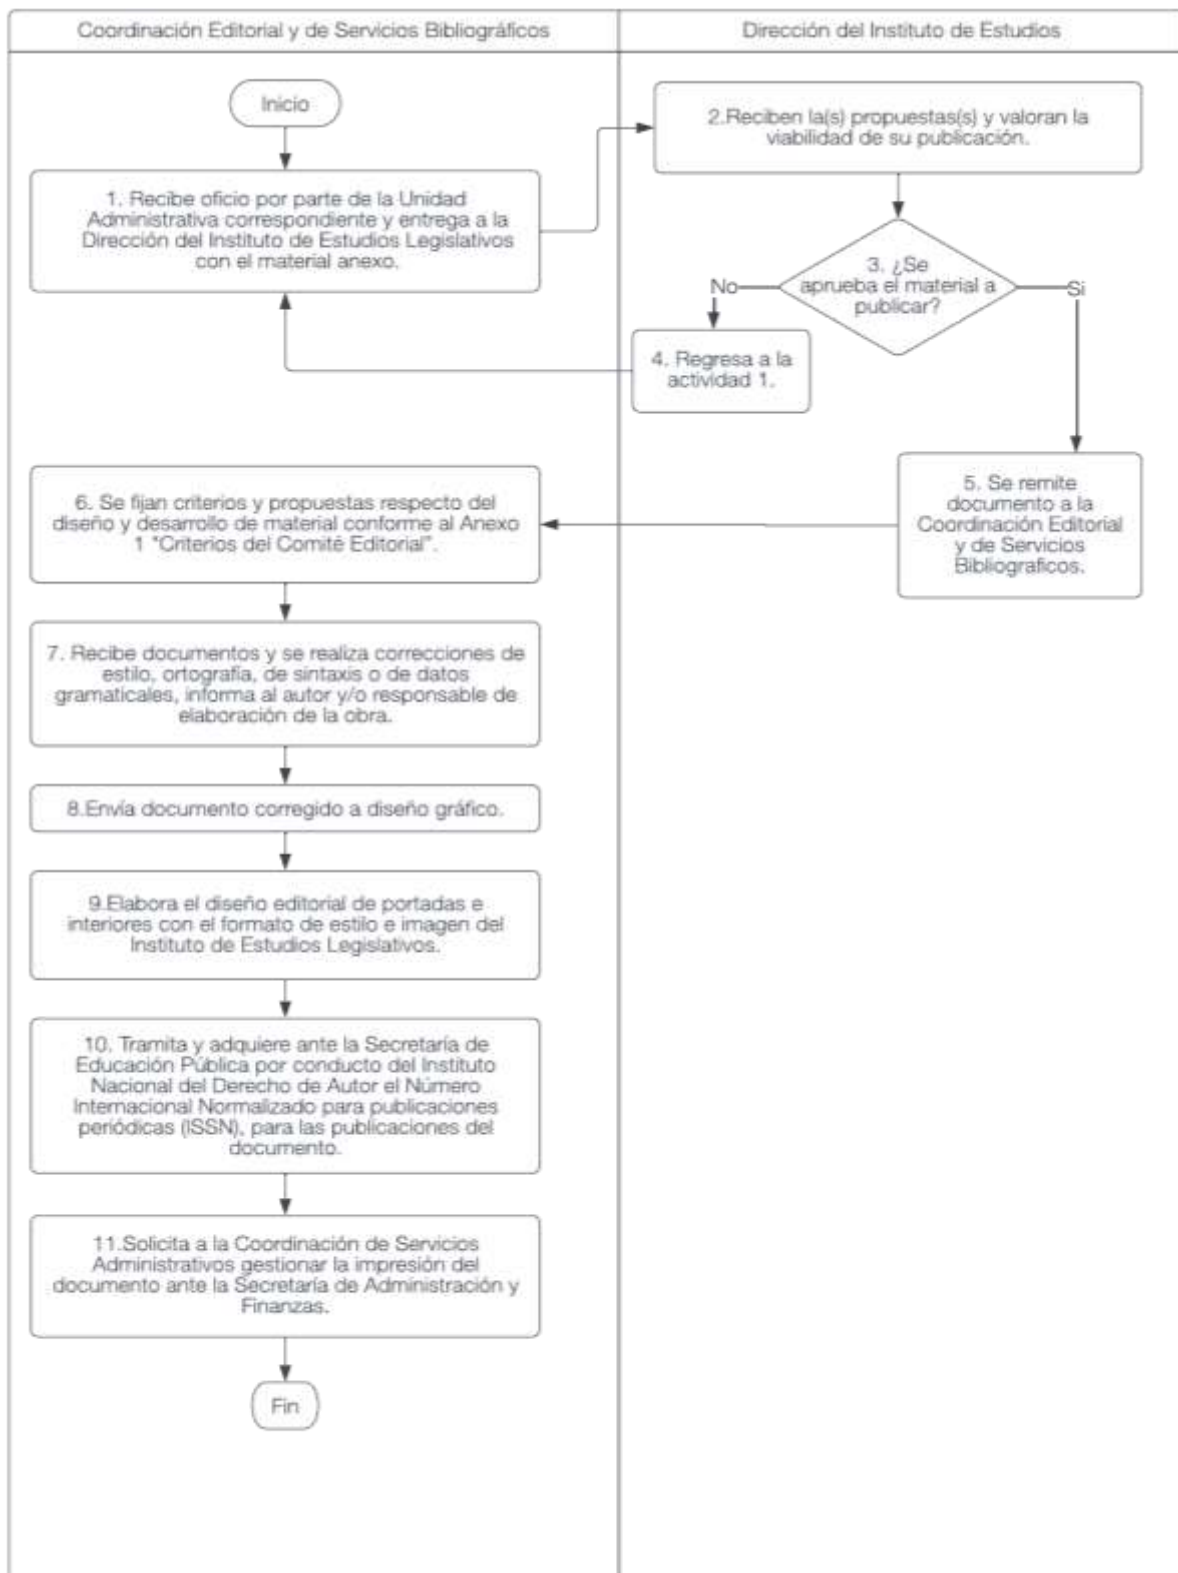 Coordinación Editorial y de Servicios Bibliográficos
Dirección del Instituto de Estudios
Inicio
1. Recibe oficio por parte de la Unidad
Administrativa correspondiente y entrega a la
Dirección del Instituto de Estudios Legislativos
con el material anexo.
2.Reciben la(s) propuestas(s) y valoran la
viabilidad de su publicación.
3. ¿Se
aprueba el material a
publicar?
No
Si
4. Regresa a la
actividad 1.
5. Se remite
documento a la
Coordinación Editorial
y de Servicios
Bibliograficos.
6. Se fijan criterios y propuestas respecto del
diseño y desarrollo de material conforme al Anexo
1 "Criterios del Comité Editorial".
7. Recibe documentos y se realiza correcciones de
estilo, ortografía, de sintaxis o de datos
gramaticales, informa al autor y/o responsable de
elaboración de la obra.
8.Envía documento corregido a diseño gráfico.
9.Elabora el diseño editorial de portadas e
interiores con el formato de estilo e imagen del
Instituto de Estudios Legislativos.
10. Tramita y adquiere ante la Secretaría de
Educación Pública por conducto del Instituto
Nacional del Derecho de Autor el Número
Internacional Normalizado para publicaciones
periódicas (ISSN), para las publicaciones del
documento.
11.Solicita a la Coordinación de Servicios
Administrativos gestionar la impresión del
documento ante la Secretaría de Administración y
Finanzas.
Fin